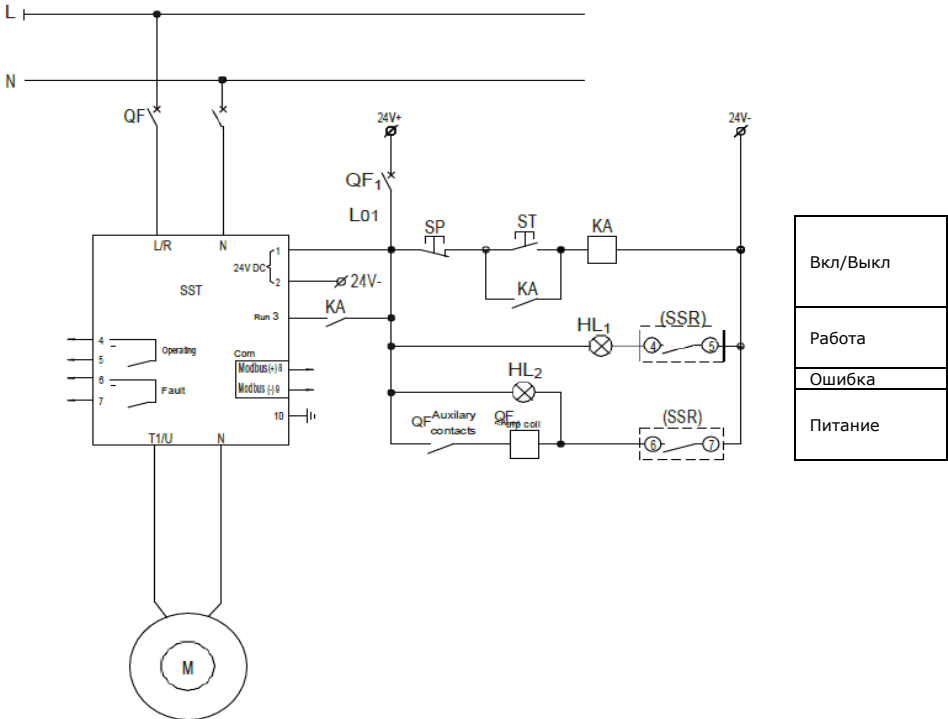 L
N
QF
24V+
24V-
QF1
L01
SP
ST
KA
L/R
N
1
24V DC
2
24V-
SST
KA
Run 3
KA
HL1
(SSR)
4
5
4
Operating
5
Com
6
Modbus(+) 8
Fault
Modbus (-) 9
7
10
HL2
QF
Auxilary
contacts
QF
coil
(SSR)
6
7
T1/U
N
M
Вкл/Выкл
Работа
Ошибка
Питание